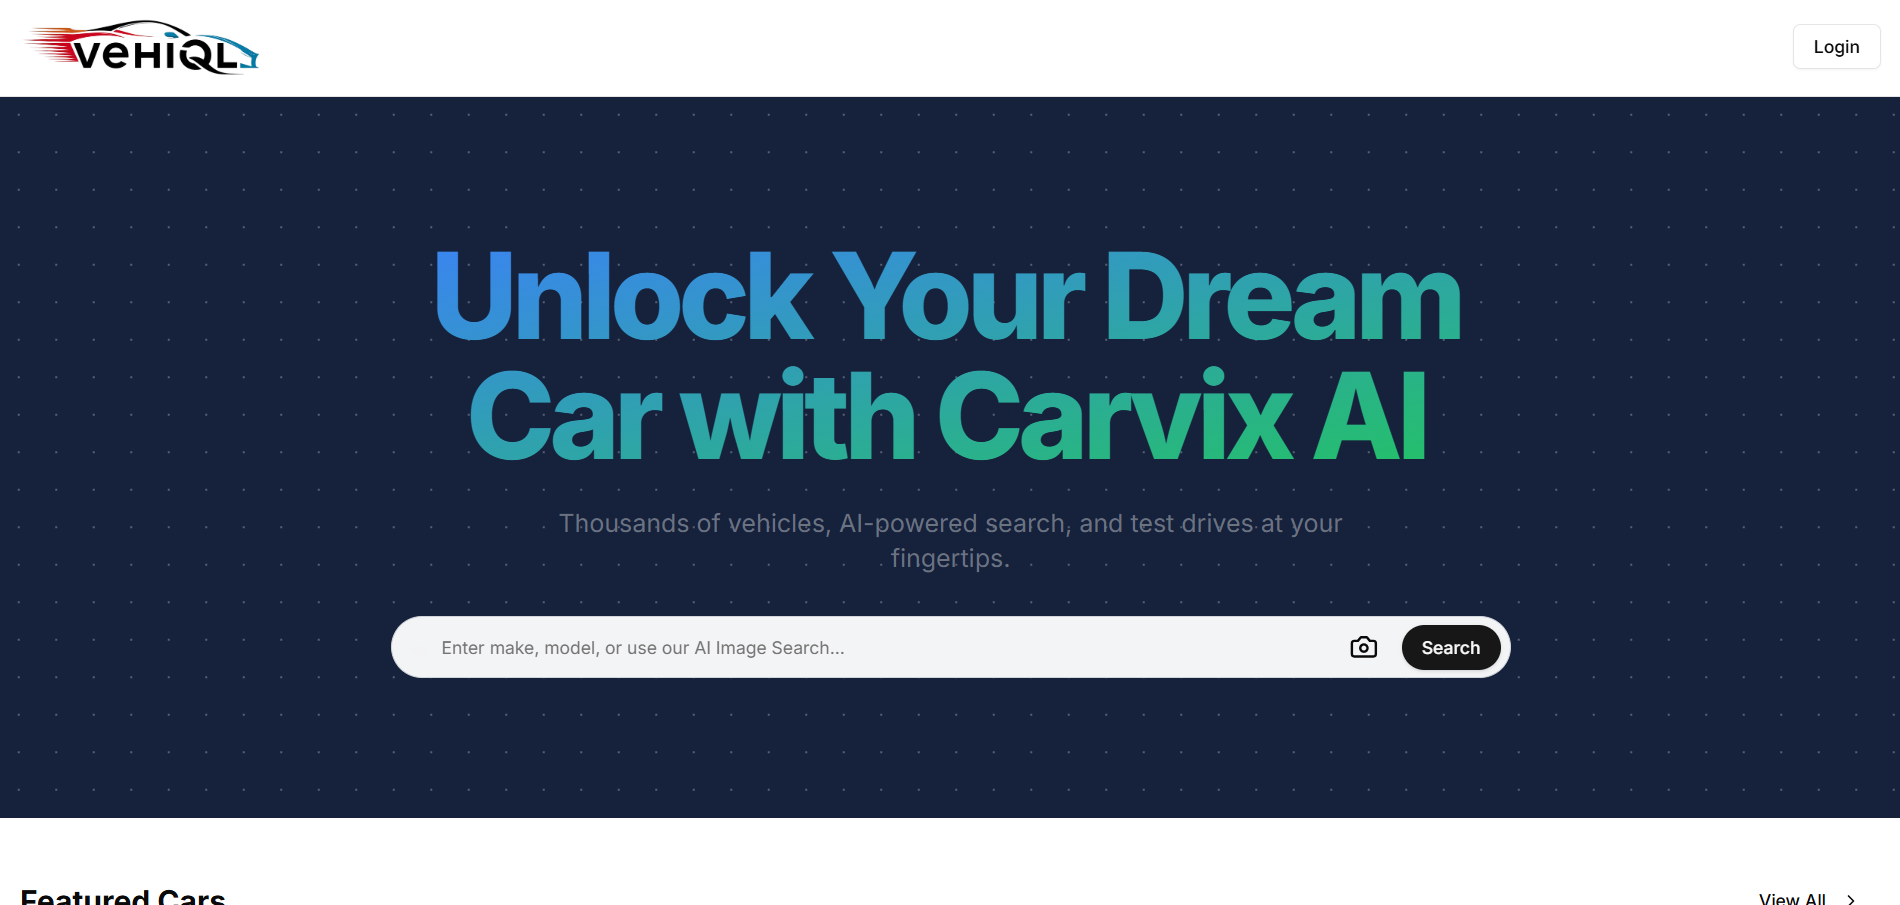 VeHiQL
Login
Unlock Your Dream
Car with Carvix AI
Thousands of vehicles, AI-powered search, and test drives at your
fingertips.
Enter make, model, or use our AI Image Search...
Search
Featured Cars
View All